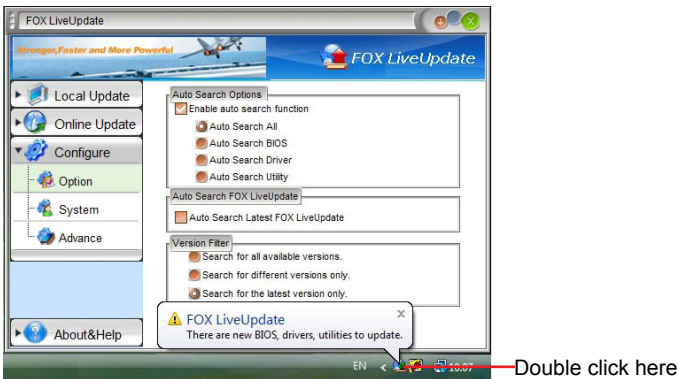 FOX LiveUpdate
Stronger,Faster and More Powerful
FOX LiveUpdate
Local Update
Online Update
Configure
Option
System
Advance
About&Help
Auto Search Options
Enable auto search function
Auto Search All
Auto Search BIOS
Auto Search Driver
Auto Search Utility
Auto Search FOX LiveUpdate
Auto Search Latest FOX LiveUpdate
Version Filter
Search for all available versions.
Search for different versions only.
Search for the latest version only.
FOX LiveUpdate
There are new BIOS, drivers, utilities to update.
EN
Double click here